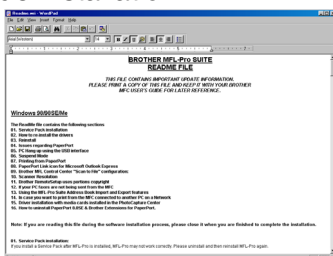 Readme.wri - WordPad
File Edit View Insert Format Help
BROTHER MFL-Pro SUITE
README FILE
THIS FILE CONTAINS IMPORTANT UPDATE INFORMATION.
PLEASE PRINT A COPY OF THIS FILE AND KEEP IT WITH YOUR BROTHER
MFC USER'S GUIDE FOR LATER REFERENCE.
Windows 98/98SE/Me
The ReadMe file contains the following sections
01. Service Pack installation
02. How to re-install the drivers
03. Reinstall
04. Issues regarding PaperPort
05. PC Hang up using the USB interface
06. Suspend Mode
07. Printing from PaperPort
08. PaperPort Link icon for Microsoft Outlook Express
09. Brother MFL Control Center "Scan to File" configuration:
10. Scanner Resolution
11. Brother RemoteSetup uses portions copyright
12. If your PC faxes are not being sent from the MFC
13. Using the MFL-Pro Suite Address Book Import and Export Features
14. In case you want to print from the MFC connected to another PC on a Network
15. Driver installation with media cards installed in the PhotoCapture Center
16. How to uninstall PaperPort 8.0SE & Brother Extensions for PaperPort.
Note: If you are reading this file during the software installation process, please close it when you are finished to complete the installation.
01. Service Pack installation:
If you install a Service Pack after MFL-Pro is installed, MFL-Pro may not work correctly. Please uninstall and then reinstall MFL-Pro again.